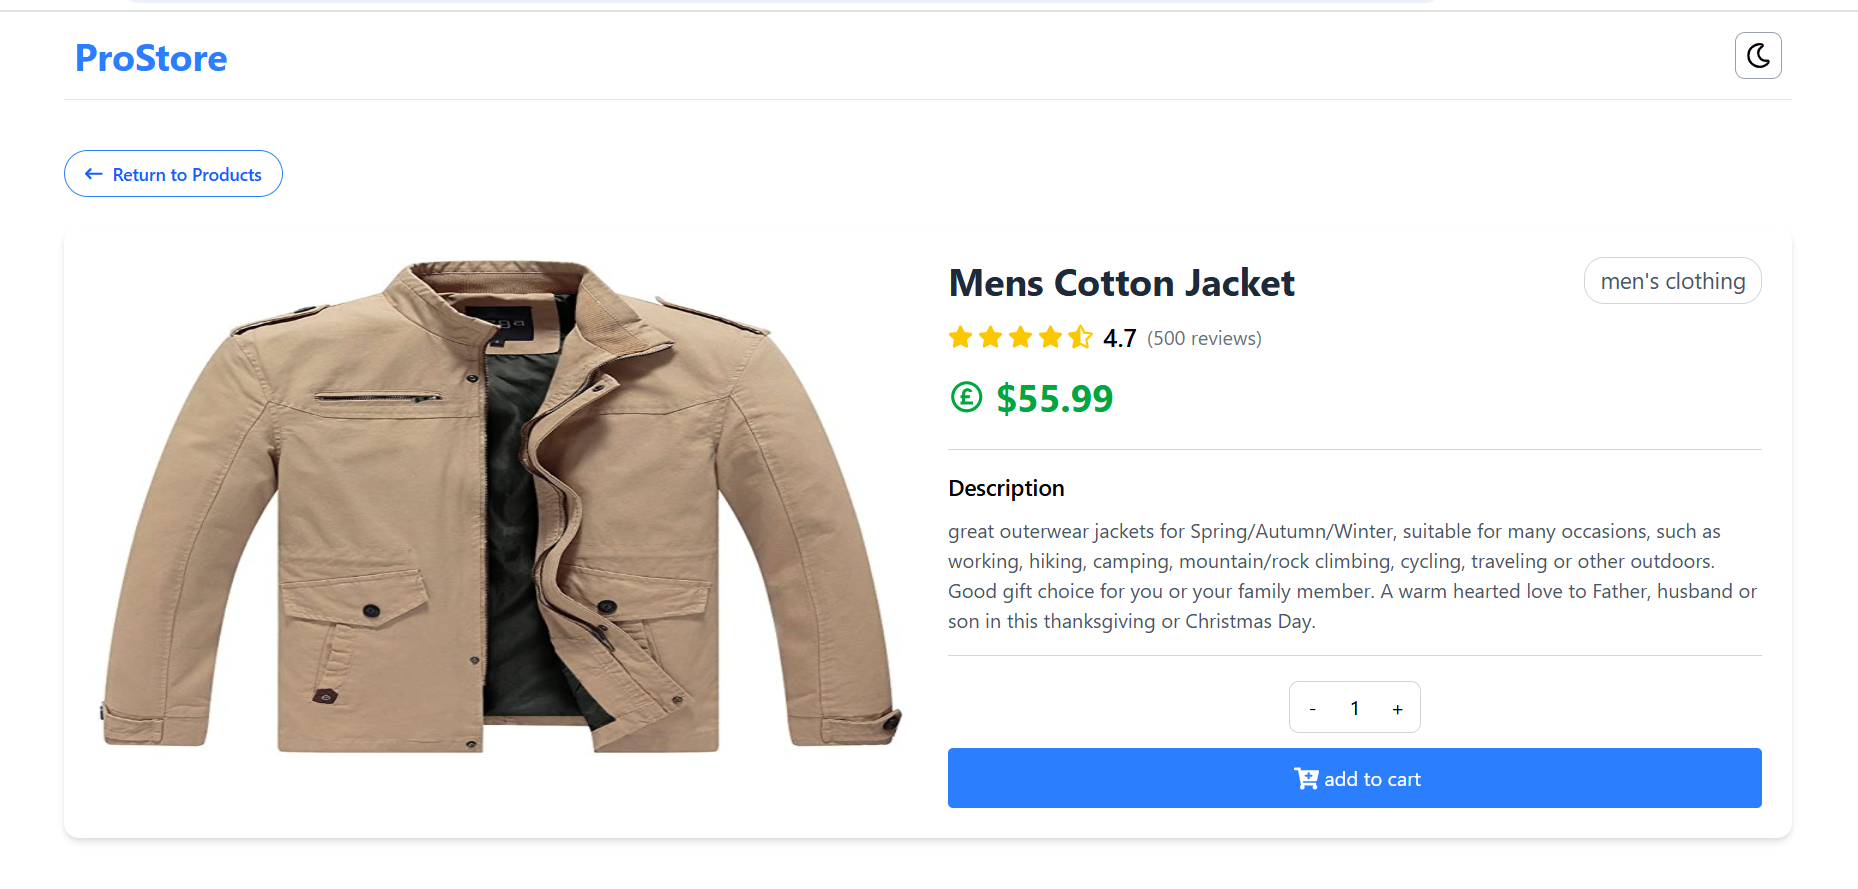 ProStore
Return to Products
Mens Cotton Jacket
men's clothing
4.7 (500 reviews)
£ $55.99
Description
great outerwear jackets for Spring/Autumn/Winter, suitable for many occasions, such as
working, hiking, camping, mountain/rock climbing, cycling, traveling or other outdoors.
Good gift choice for you or your family member. A warm hearted love to Father, husband or
son in this thanksgiving or Christmas Day.
- 1 +
add to cart